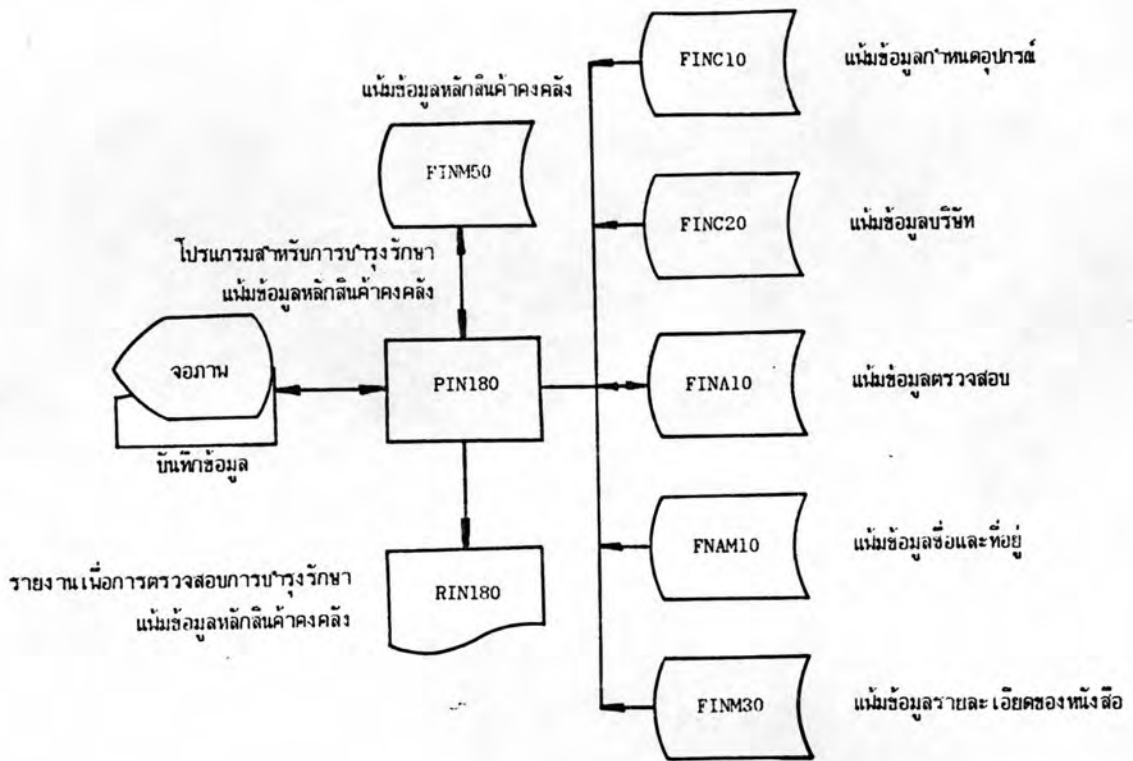 FINC10
แฟ้มข้อมูลกำหนดอุปกรณ์
แฟ้มข้อมูลหลักสินค้าคงคลัง
FINM50
FINC20
แฟ้มข้อมูลบริษัท
โปรแกรมสำหรับการบำรุงรักษา
แฟ้มข้อมูลหลักสินค้าคงคลัง
จอภาพ
PIN180
FINA10
แฟ้มข้อมูลตรวจสอบ
บันทึกข้อมูล
FNAM10
แฟ้มข้อมูลชื่อและที่อยู่
รายงานเพื่อการตรวจสอบการบำรุงรักษา
แฟ้มข้อมูลหลักสินค้าคงคลัง
RIN180
FINM30
แฟ้มข้อมูลรายละเอียดของหนังสือ